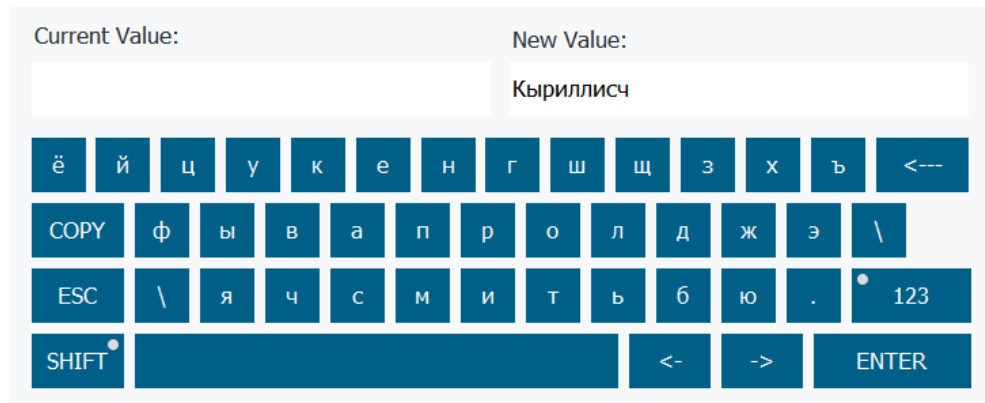 Current Value: New Value:
Кыриллисч
ё й ц у к е н г ш щ з х ъ <---
COPY ф ы в а п р о л д ж э \
ESC \ я ч с м и т ь б ю . 123
SHIFT <- -> ENTER